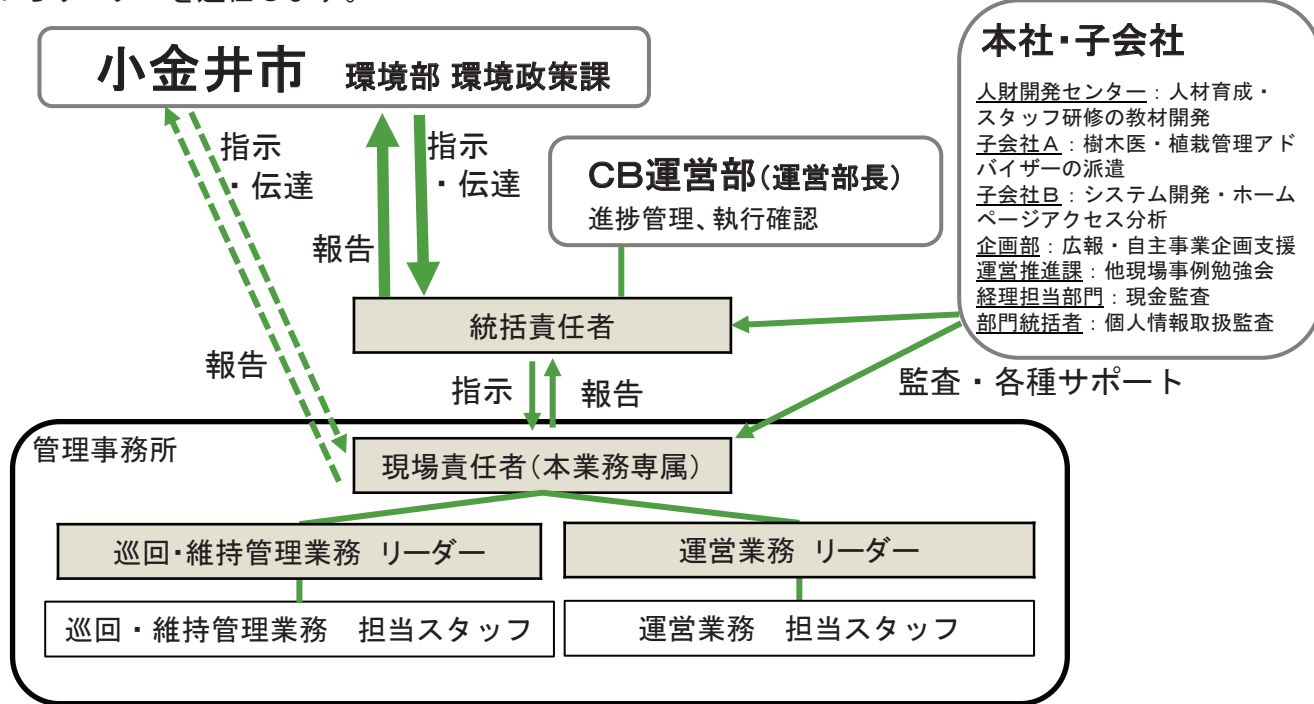 小金井市 環境部 環境政策課
本社・子会社
人財開発センター：人材育成・
スタッフ研修の教材開発
子会社Ａ：樹木医・植栽管理アド
バイザーの派遣
子会社Ｂ：システム開発・ホーム
ページアクセス分析
企画部：広報・自主事業企画支援
運営推進課：他現場事例勉強会
経理担当部門：現金監査
部門統括者：個人情報取扱監査
指示
・伝達
指示
・伝達
ＣＢ運営部（運営部長）
進捗管理、執行確認
報告
統括責任者
報告
指示
報告
監査・各種サポート
管理事務所
現場責任者（本業務専属）
巡回・維持管理業務 リーダー
運営業務 リーダー
巡回・維持管理業務 担当スタッフ
運営業務 担当スタッフ